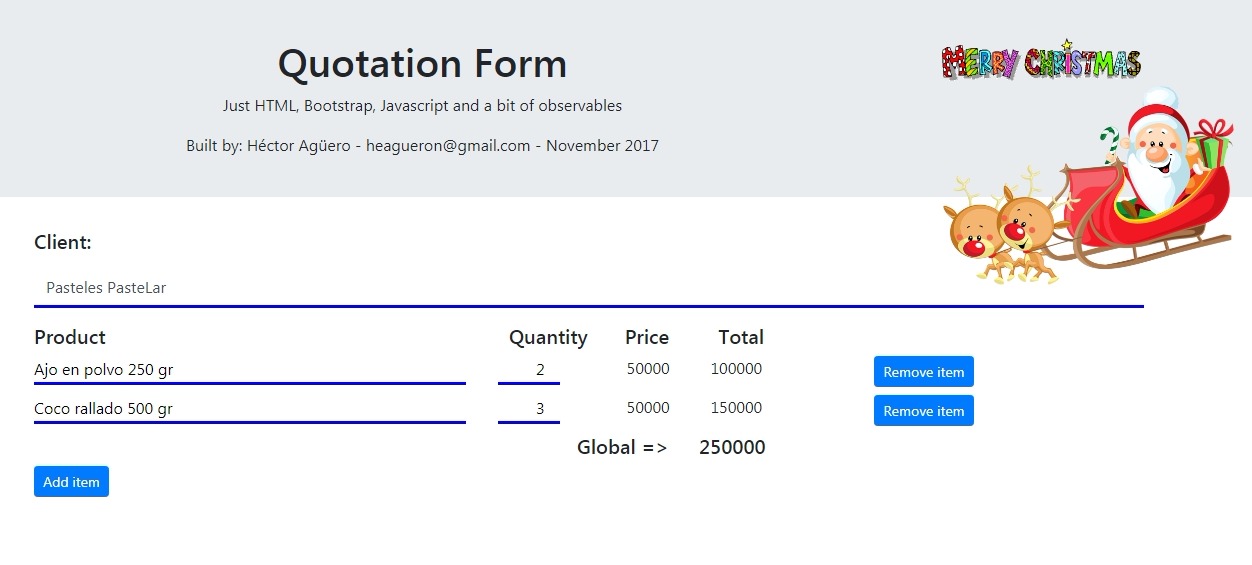 Quotation Form
MERRY CHRISTMAS
Just HTML, Bootstrap, Javascript and a bit of observables
Built by: Héctor Agüero - heagueron@gmail.com - November 2017
Client:
Pasteles PasteLar
Product Quantity Price Total
Ajo en polvo 250 gr 2 50000 100000 Remove item
Coco rallado 500 gr 3 50000 150000 Remove item
Global => 250000
Add item